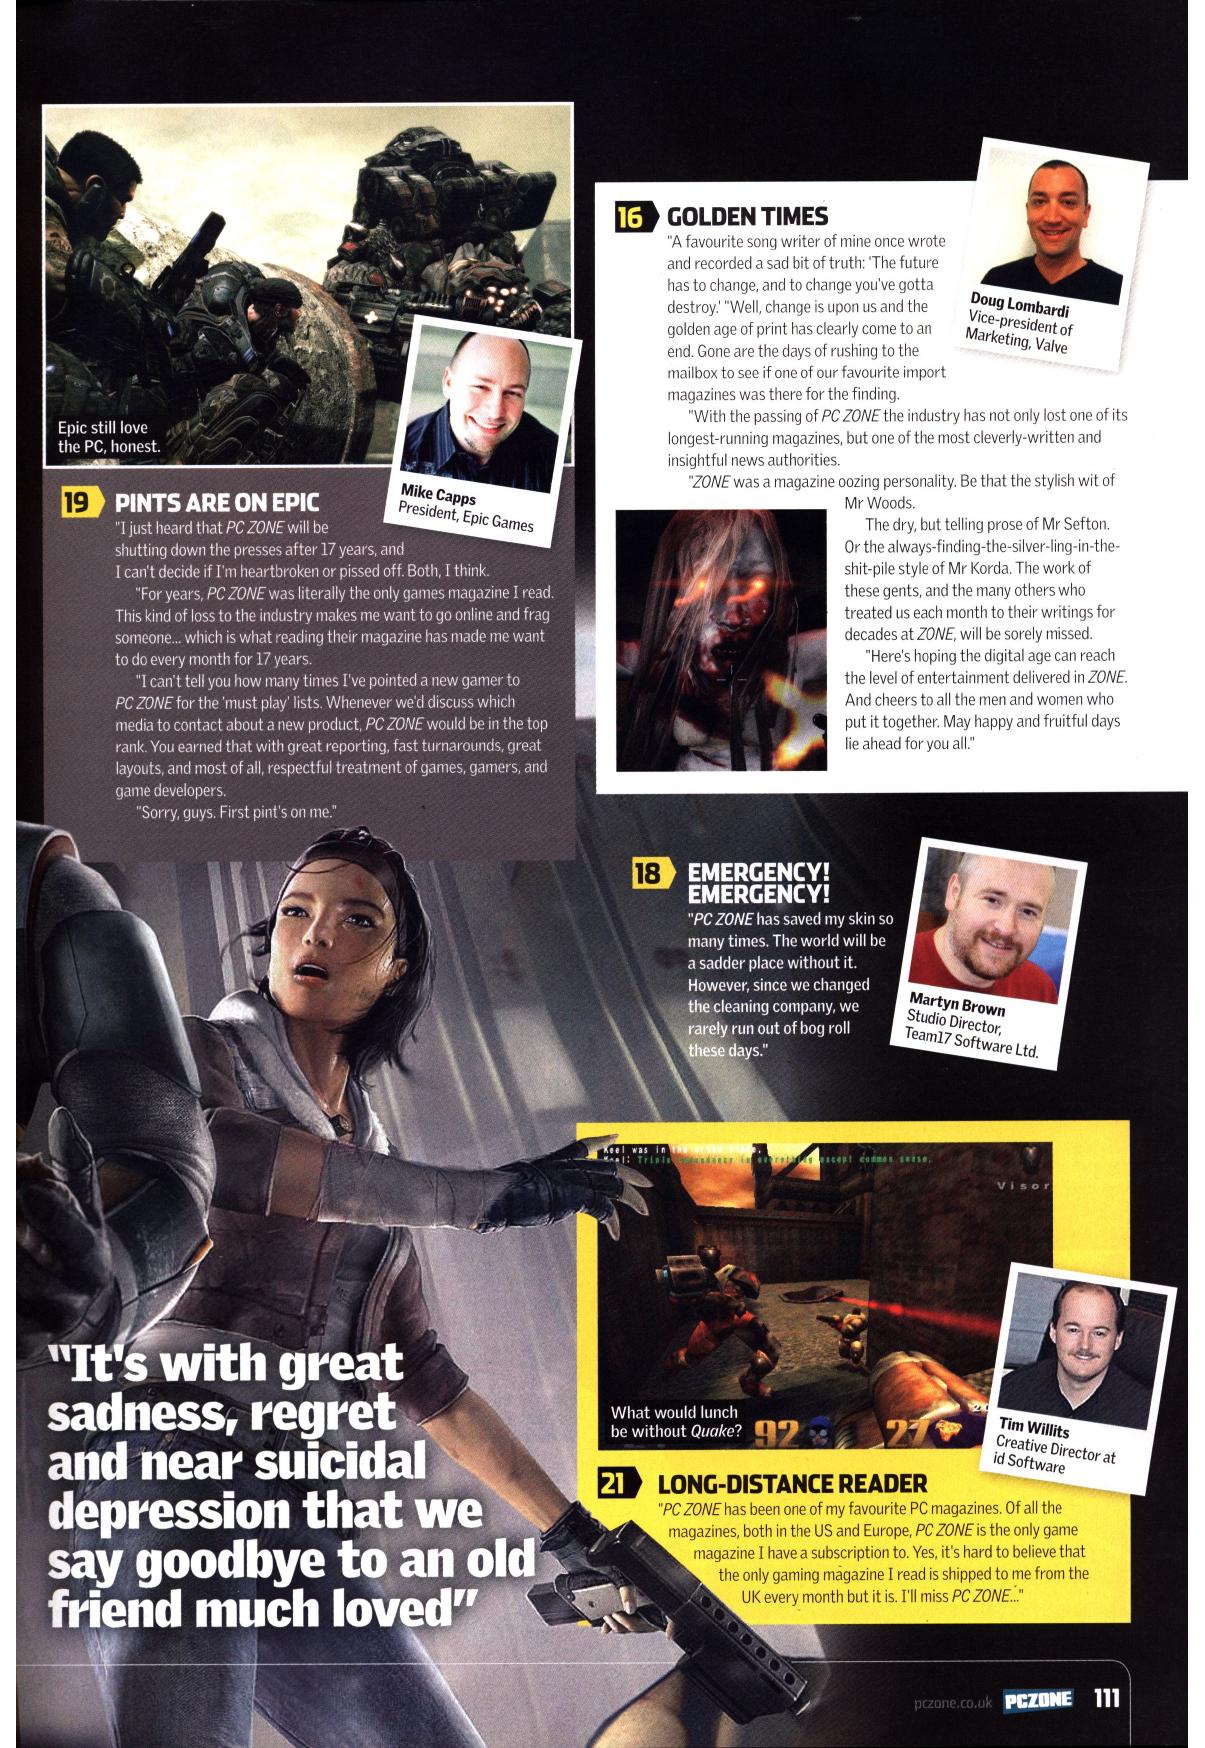 Epic still love
the PC, honest.
Mike Capps
President, Epic Games
19 PINTS ARE ON EPIC
"I just heard that PC ZONE will be
shutting down the presses after 17 years, and
I can't decide if I'm heartbroken or pissed off. Both, I think.
"For years, PC ZONE was literally the only games magazine I read.
This kind of loss to the industry makes me want to go online and frag
someone... which is what reading their magazine has made me want
to do every month for 17 years.
"I can't tell you how many times I've pointed a new gamer to
PC ZONE for the 'must play' lists. Whenever we'd discuss which
media to contact about a new product, PC ZONE would be in the top
rank. You earned that with great reporting, fast turnarounds, great
layouts, and most of all, respectful treatment of games, gamers, and
game developers.
"Sorry, guys. First pint's on me."
16 GOLDEN TIMES
"A favourite song writer of mine once wrote
and recorded a sad bit of truth: 'The future
has to change, and to change you've gotta
destroy.' "Well, change is upon us and the
golden age of print has clearly come to an
end. Gone are the days of rushing to the
mailbox to see if one of our favourite import
magazines was there for the finding.
"With the passing of PC ZONE the industry has not only lost one of its
longest-running magazines, but one of the most cleverly-written and
insightful news authorities.
"ZONE was a magazine oozing personality. Be that the stylish wit of
Mr Woods.
The dry, but telling prose of Mr Sefton.
Or the always-finding-the-silver-ling-in-the-
shit-pile style of Mr Korda. The work of
these gents, and the many others who
treated us each month to their writings for
decades at ZONE, will be sorely missed.
"Here's hoping the digital age can reach
the level of entertainment delivered in ZONE.
And cheers to all the men and women who
put it together. May happy and fruitful days
lie ahead for you all."
Doug Lombardi
Vice-president of
Marketing, Valve
18 EMERGENCY!
EMERGENCY!
"PC ZONE has saved my skin so
many times. The world will be
a sadder place without it.
However, since we changed
the cleaning company, we
rarely run out of bog roll
these days."
Martyn Brown
Studio Director,
Team17 Software Ltd.
"It's with great
sadness, regret
and near suicidal
depression that we
say goodbye to an old
friend much loved"
Keel was in the
Triple redundancy in everything except common sense.
Visor
What would lunch
be without Quake?
92 27
Tim Willits
Creative Director at
id Software
21 LONG-DISTANCE READER
"PC ZONE has been one of my favourite PC magazines. Of all the
magazines, both in the US and Europe, PC ZONE is the only game
magazine I have a subscription to. Yes, it's hard to believe that
the only gaming magazine I read is shipped to me from the
UK every month but it is. I'll miss PC ZONE..."
pczone.co.uk PCZONE 111